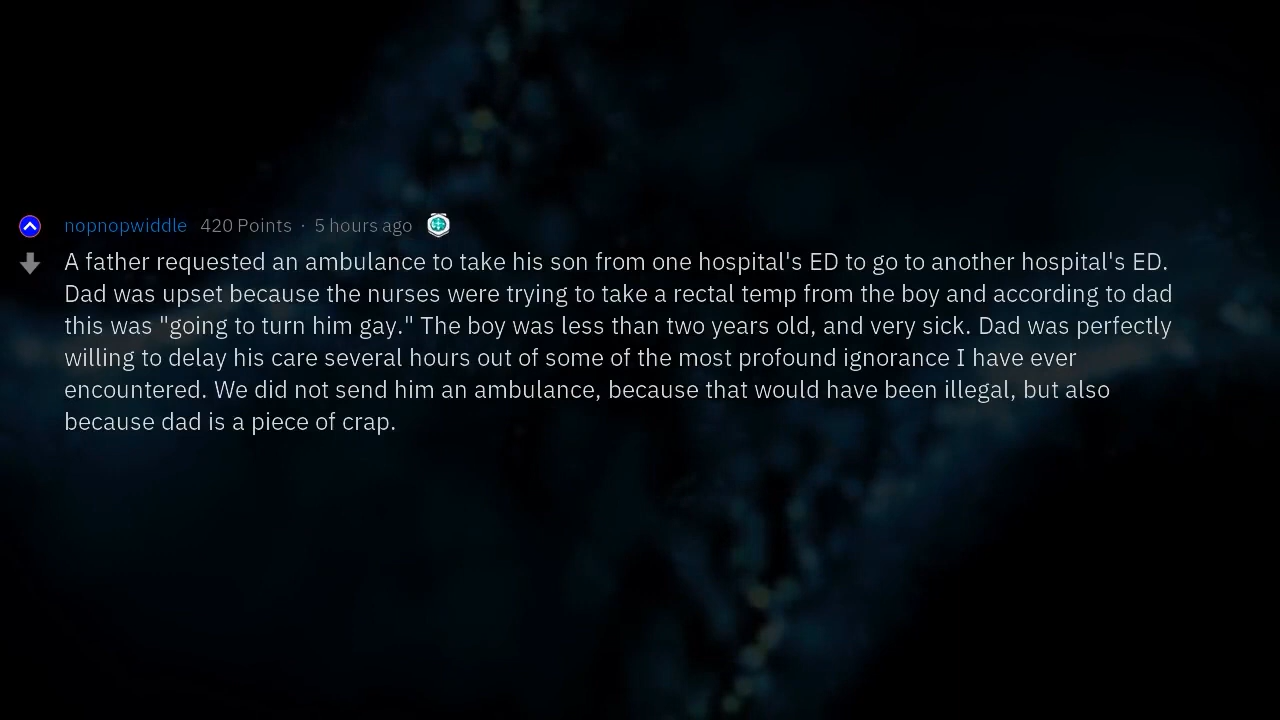 nopnopwiddle 420 Points · 5 hours ago
A father requested an ambulance to take his son from one hospital's ED to go to another hospital's ED.
Dad was upset because the nurses were trying to take a rectal temp from the boy and according to dad
this was "going to turn him gay." The boy was less than two years old, and very sick. Dad was perfectly
willing to delay his care several hours out of some of the most profound ignorance I have ever
encountered. We did not send him an ambulance, because that would have been illegal, but also
because dad is a piece of crap.